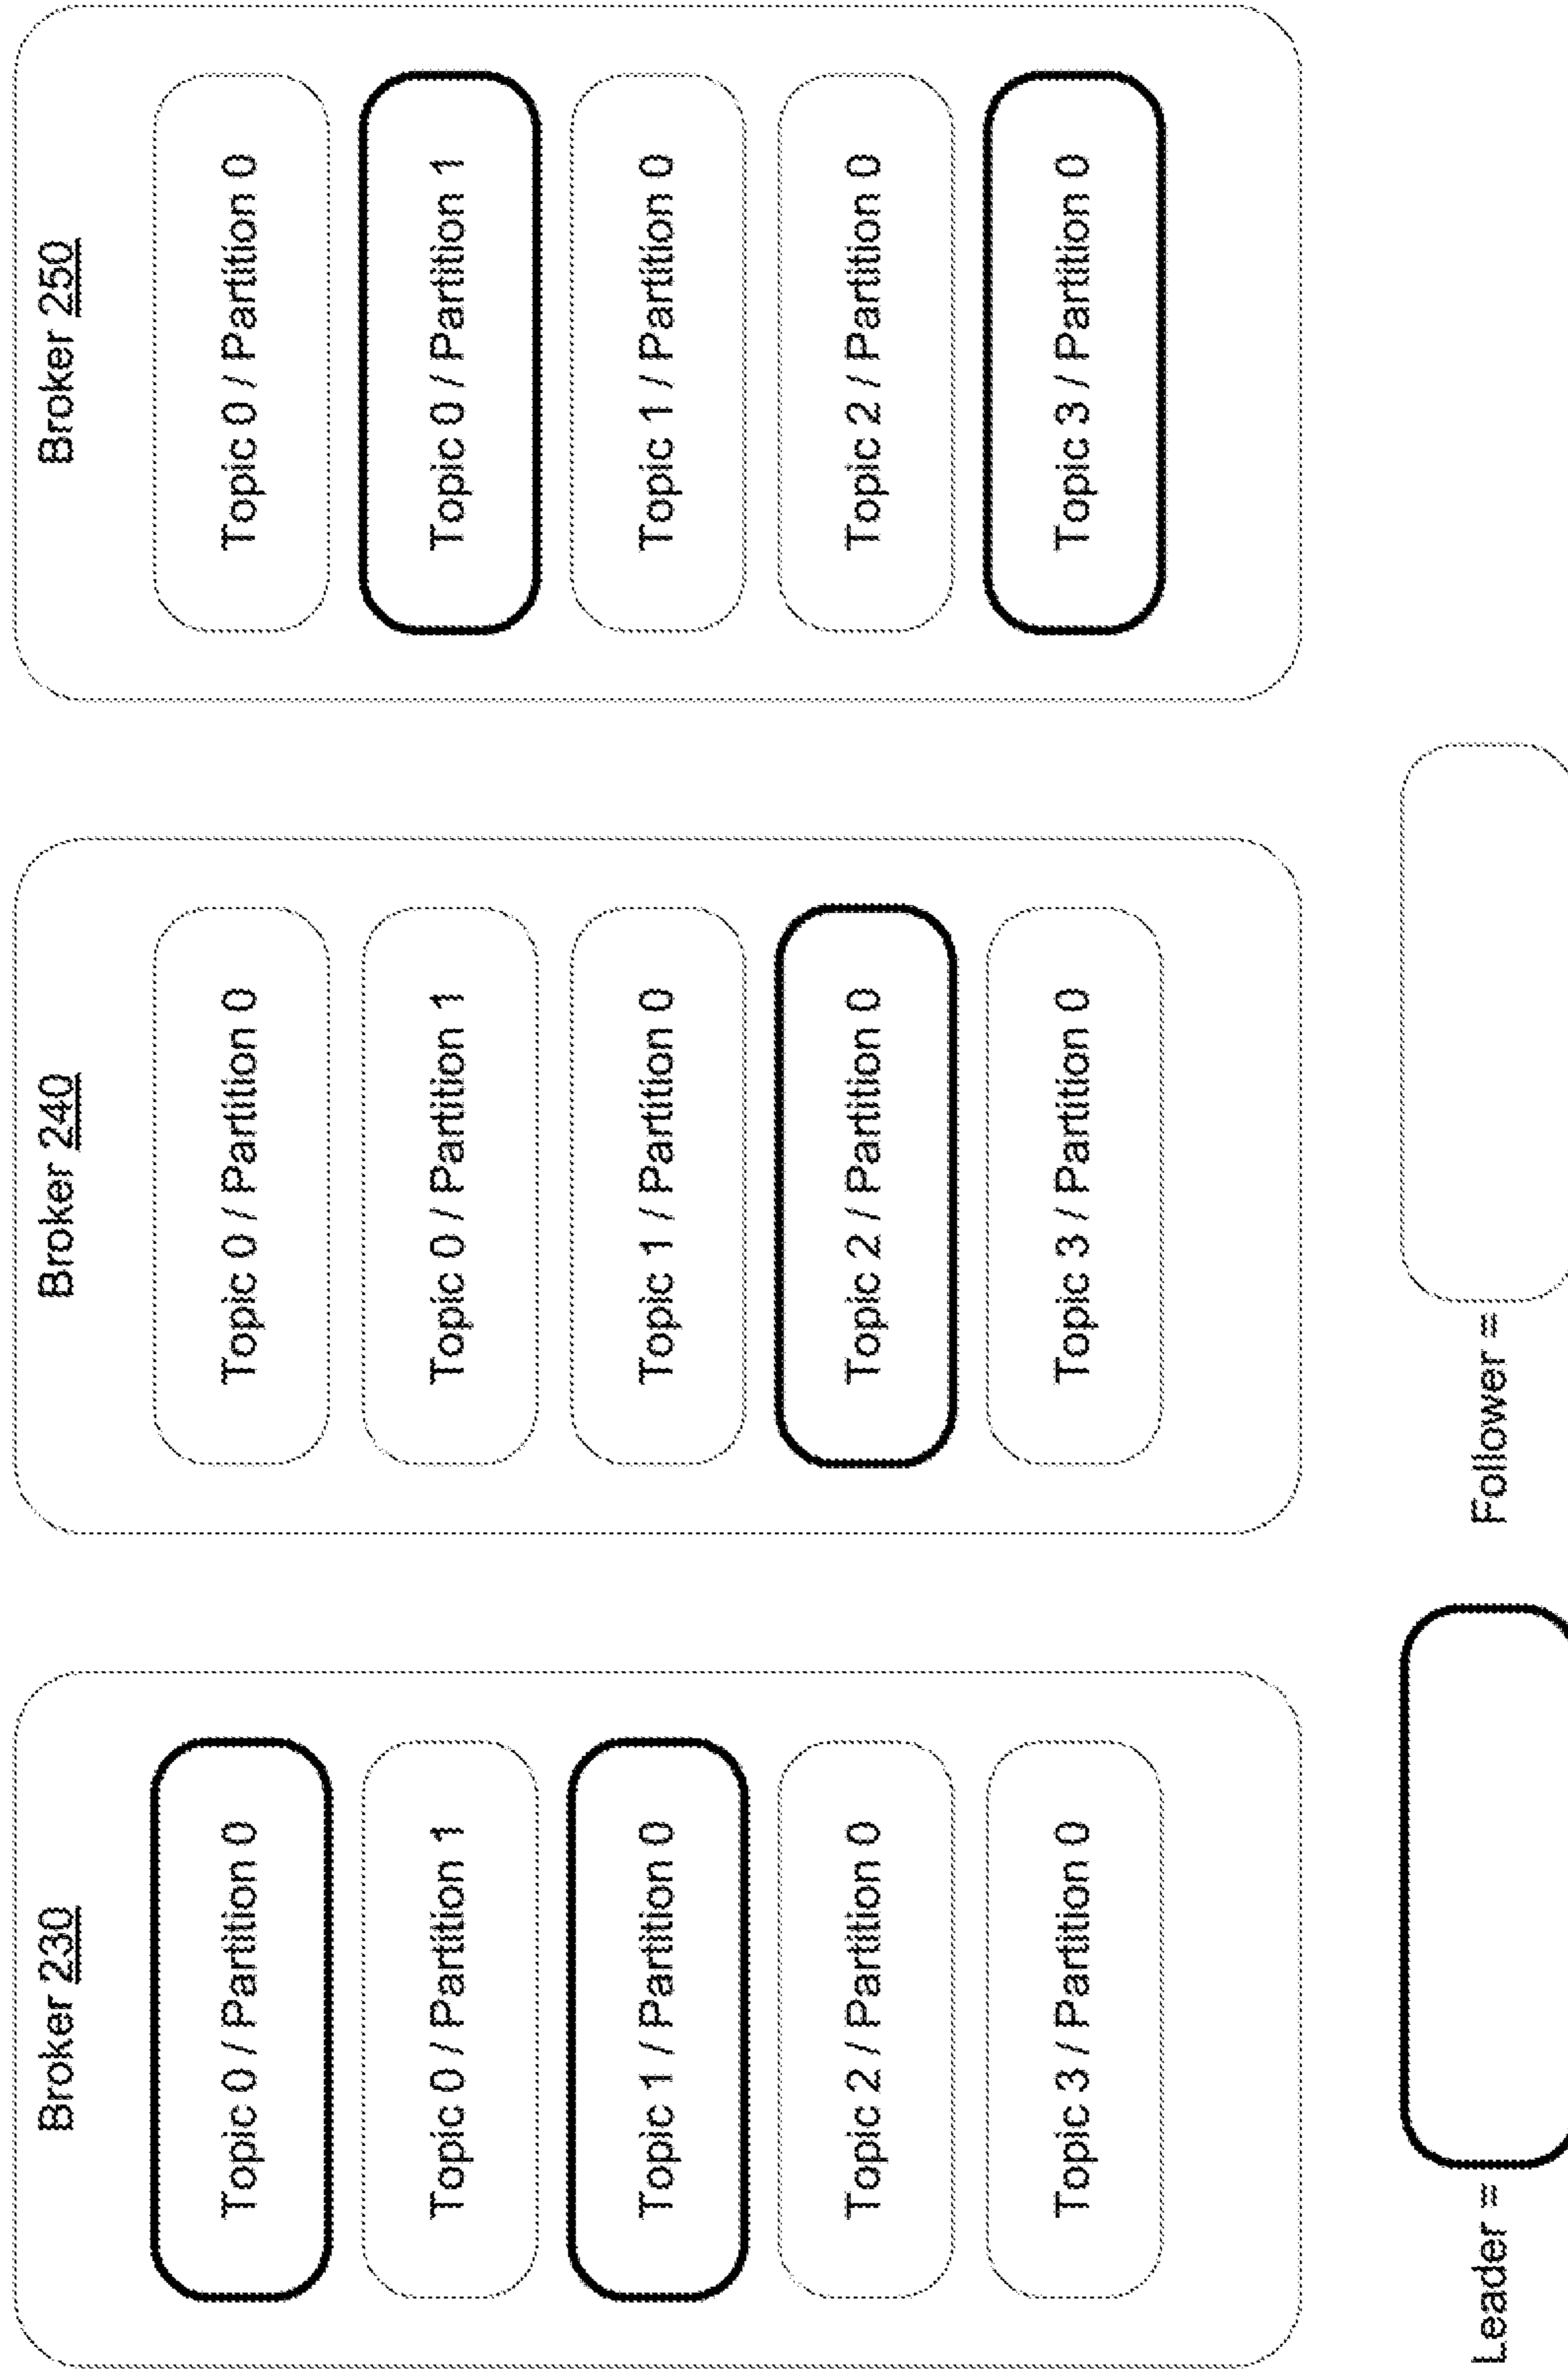 Broker 230
Topic 0 / Partition 0
Topic 0 / Partition 1
Topic 1 / Partition 0
Topic 2 / Partition 0
Topic 3 / Partition 0
Broker 240
Topic 0 / Partition 0
Topic 0 / Partition 1
Topic 1 / Partition 0
Topic 2 / Partition 0
Topic 3 / Partition 0
Broker 250
Topic 0 / Partition 0
Topic 0 / Partition 1
Topic 1 / Partition 0
Topic 2 / Partition 0
Topic 3 / Partition 0
Leader =
Follower =